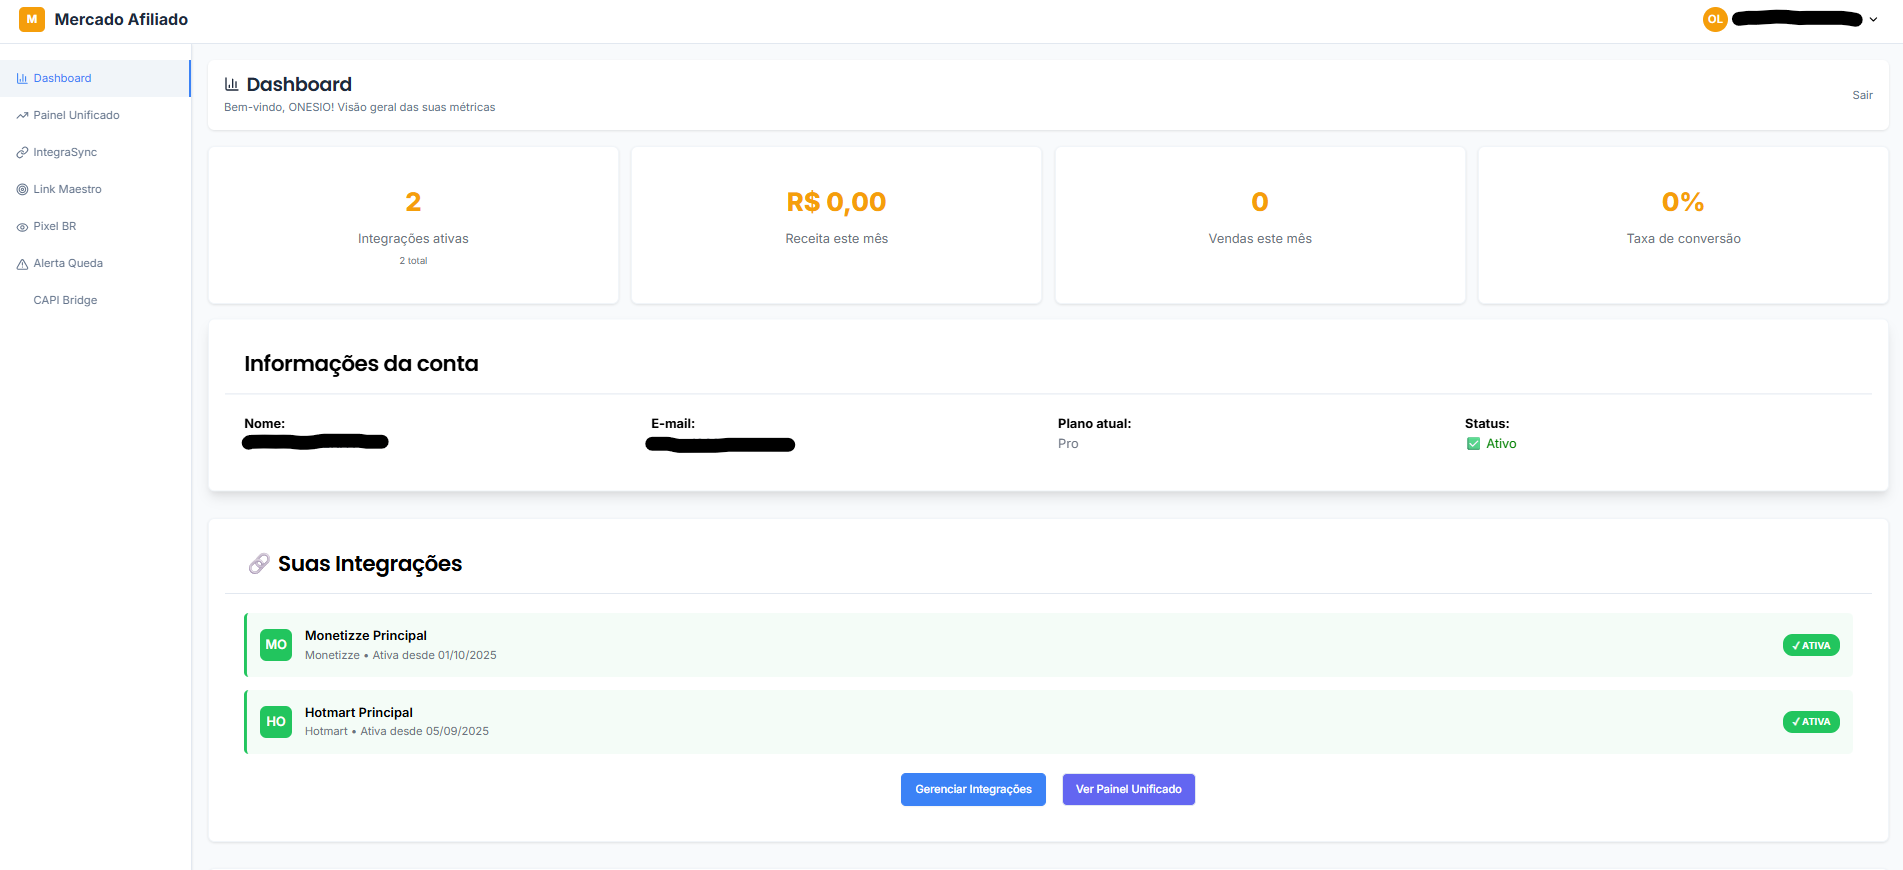 M Mercado Afiliado
OL
Dashboard
Painel Unificado
IntegraSync
Link Maestro
Pixel BR
Alerta Queda
CAPI Bridge
Dashboard
Bem-vindo, ONESIO! Visão geral das suas métricas
Sair
2
Integrações ativas
2 total
R$ 0,00
Receita este mês
0
Vendas este mês
0%
Taxa de conversão
Informações da conta
Nome:
E-mail:
Plano atual:
Pro
Status:
✅ Ativo
🔗 Suas Integrações
MO
Monetizze Principal
Monetizze • Ativa desde 01/10/2025
✓ ATIVA
HO
Hotmart Principal
Hotmart • Ativa desde 05/09/2025
✓ ATIVA
Gerenciar Integrações
Ver Painel Unificado